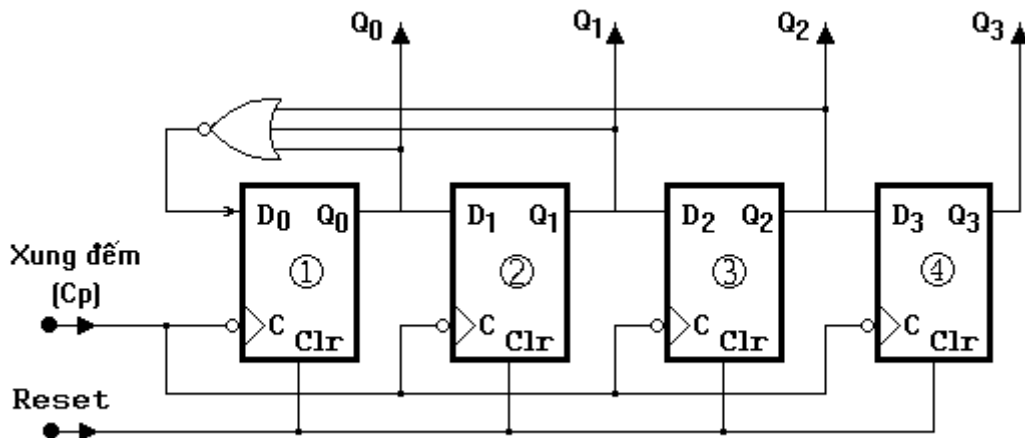 Q0 Q1 Q2 Q3
D0 Q0 D1 Q1 D2 Q2 D3 Q3
① ② ③ ④
Xung đếm
(Cp)
C C C C
Clr Clr Clr Clr
Reset